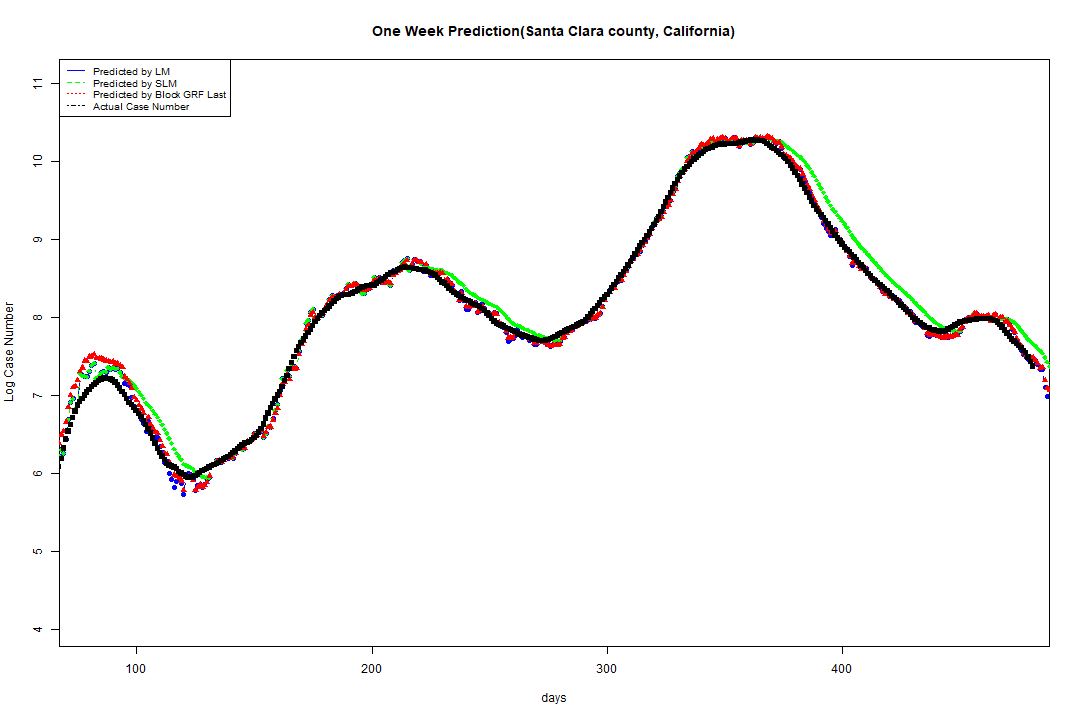 One Week Prediction(Santa Clara county, California)
Predicted by LM
Predicted by SLM
Predicted by Block GRF Last
Actual Case Number
11
10
9
8
7
6
5
4
Log Case Number
100 200 300 400
days